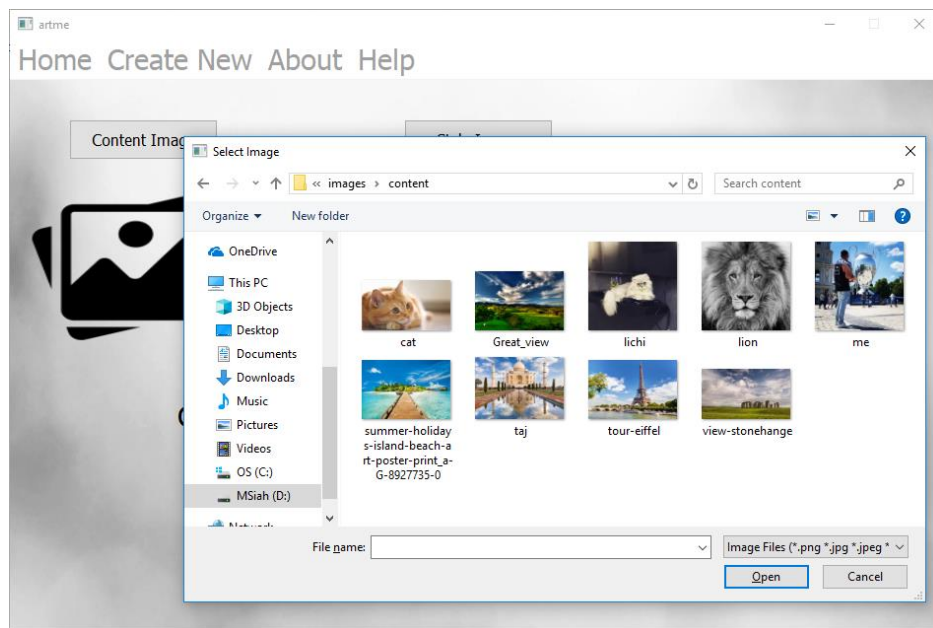 artme
Home Create New About Help
Content Imag
Select Image
« images › content
Search content
Organize
New folder
OneDrive
This PC
3D Objects
Desktop
Documents
Downloads
Music
Pictures
Videos
OS (C:)
MSiah (D:)
cat
Great_view
lichi
lion
me
summer-holiday
s-island-beach-a
rt-poster-print_a-
G-8927735-0
taj
tour-eiffel
view-stonehange
File name:
Image Files (*.png *.jpg *.jpeg *
Open
Cancel